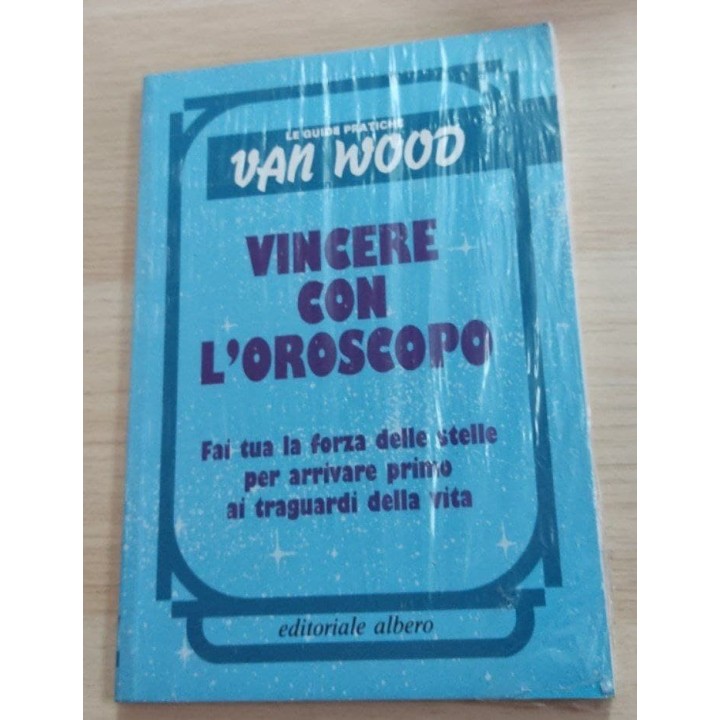 LE GUIDE PRATICHE
VAN WOOD
VINCERE
CON
L'OROSCOPO
Fai tua la forza delle stelle
per arrivare primo
ai traguardi della vita
editoriale albero